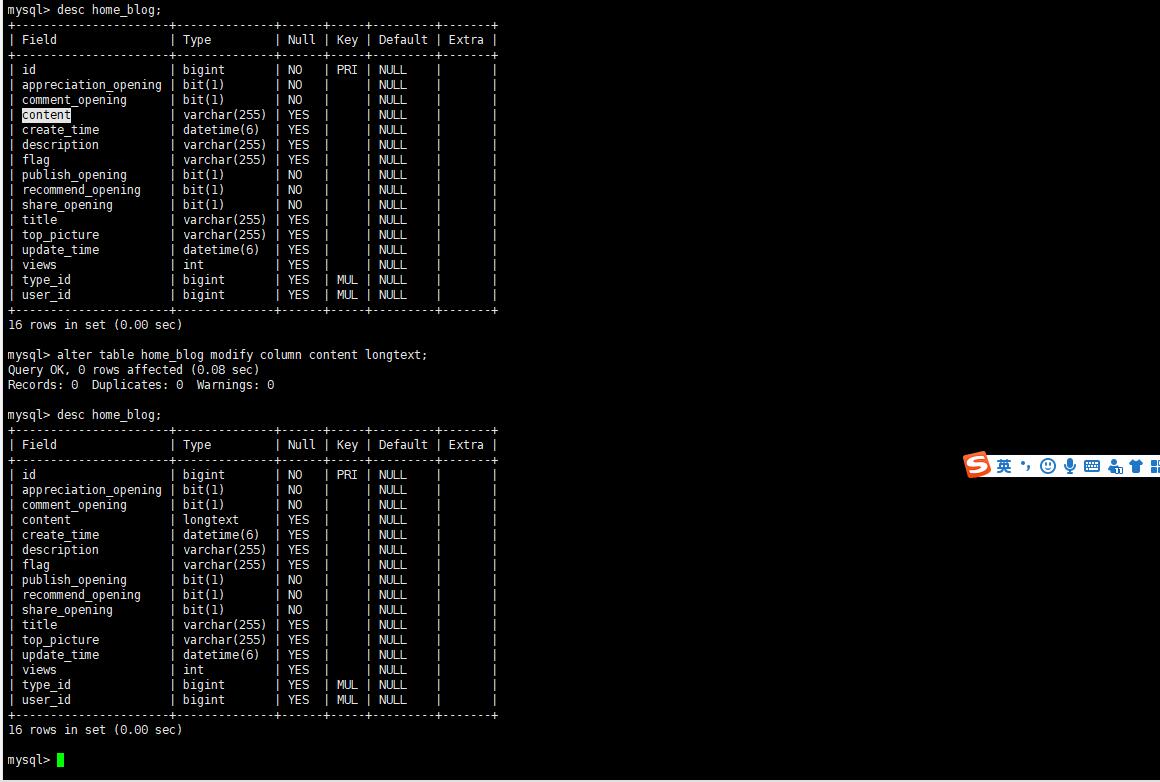 mysql> desc home_blog;
+----------------------+--------------+------+-----+---------+-------+
| Field                | Type         | Null | Key | Default | Extra |
+----------------------+--------------+------+-----+---------+-------+
| id                   | bigint       | NO   | PRI | NULL    |       |
| appreciation_opening | bit(1)       | NO   |     | NULL    |       |
| comment_opening      | bit(1)       | NO   |     | NULL    |       |
| content              | varchar(255) | YES  |     | NULL    |       |
| create_time          | datetime(6)  | YES  |     | NULL    |       |
| description          | varchar(255) | YES  |     | NULL    |       |
| flag                 | varchar(255) | YES  |     | NULL    |       |
| publish_opening      | bit(1)       | NO   |     | NULL    |       |
| recommend_opening    | bit(1)       | NO   |     | NULL    |       |
| share_opening        | bit(1)       | NO   |     | NULL    |       |
| title                | varchar(255) | YES  |     | NULL    |       |
| top_picture          | varchar(255) | YES  |     | NULL    |       |
| update_time          | datetime(6)  | YES  |     | NULL    |       |
| views                | int          | YES  |     | NULL    |       |
| type_id              | bigint       | YES  | MUL | NULL    |       |
| user_id              | bigint       | YES  | MUL | NULL    |       |
+----------------------+--------------+------+-----+---------+-------+
16 rows in set (0.00 sec)
mysql> alter table home_blog modify column content longtext;
Query OK, 0 rows affected (0.08 sec)
Records: 0  Duplicates: 0  Warnings: 0
mysql> desc home_blog;
+----------------------+--------------+------+-----+---------+-------+
| Field                | Type         | Null | Key | Default | Extra |
+----------------------+--------------+------+-----+---------+-------+
| id                   | bigint       | NO   | PRI | NULL    |       |
| appreciation_opening | bit(1)       | NO   |     | NULL    |       |
| comment_opening      | bit(1)       | NO   |     | NULL    |       |
| content              | longtext     | YES  |     | NULL    |       |
| create_time          | datetime(6)  | YES  |     | NULL    |       |
| description          | varchar(255) | YES  |     | NULL    |       |
| flag                 | varchar(255) | YES  |     | NULL    |       |
| publish_opening      | bit(1)       | NO   |     | NULL    |       |
| recommend_opening    | bit(1)       | NO   |     | NULL    |       |
| share_opening        | bit(1)       | NO   |     | NULL    |       |
| title                | varchar(255) | YES  |     | NULL    |       |
| top_picture          | varchar(255) | YES  |     | NULL    |       |
| update_time          | datetime(6)  | YES  |     | NULL    |       |
| views                | int          | YES  |     | NULL    |       |
| type_id              | bigint       | YES  | MUL | NULL    |       |
| user_id              | bigint       | YES  | MUL | NULL    |       |
+----------------------+--------------+------+-----+---------+-------+
16 rows in set (0.00 sec)
mysql>
S 英